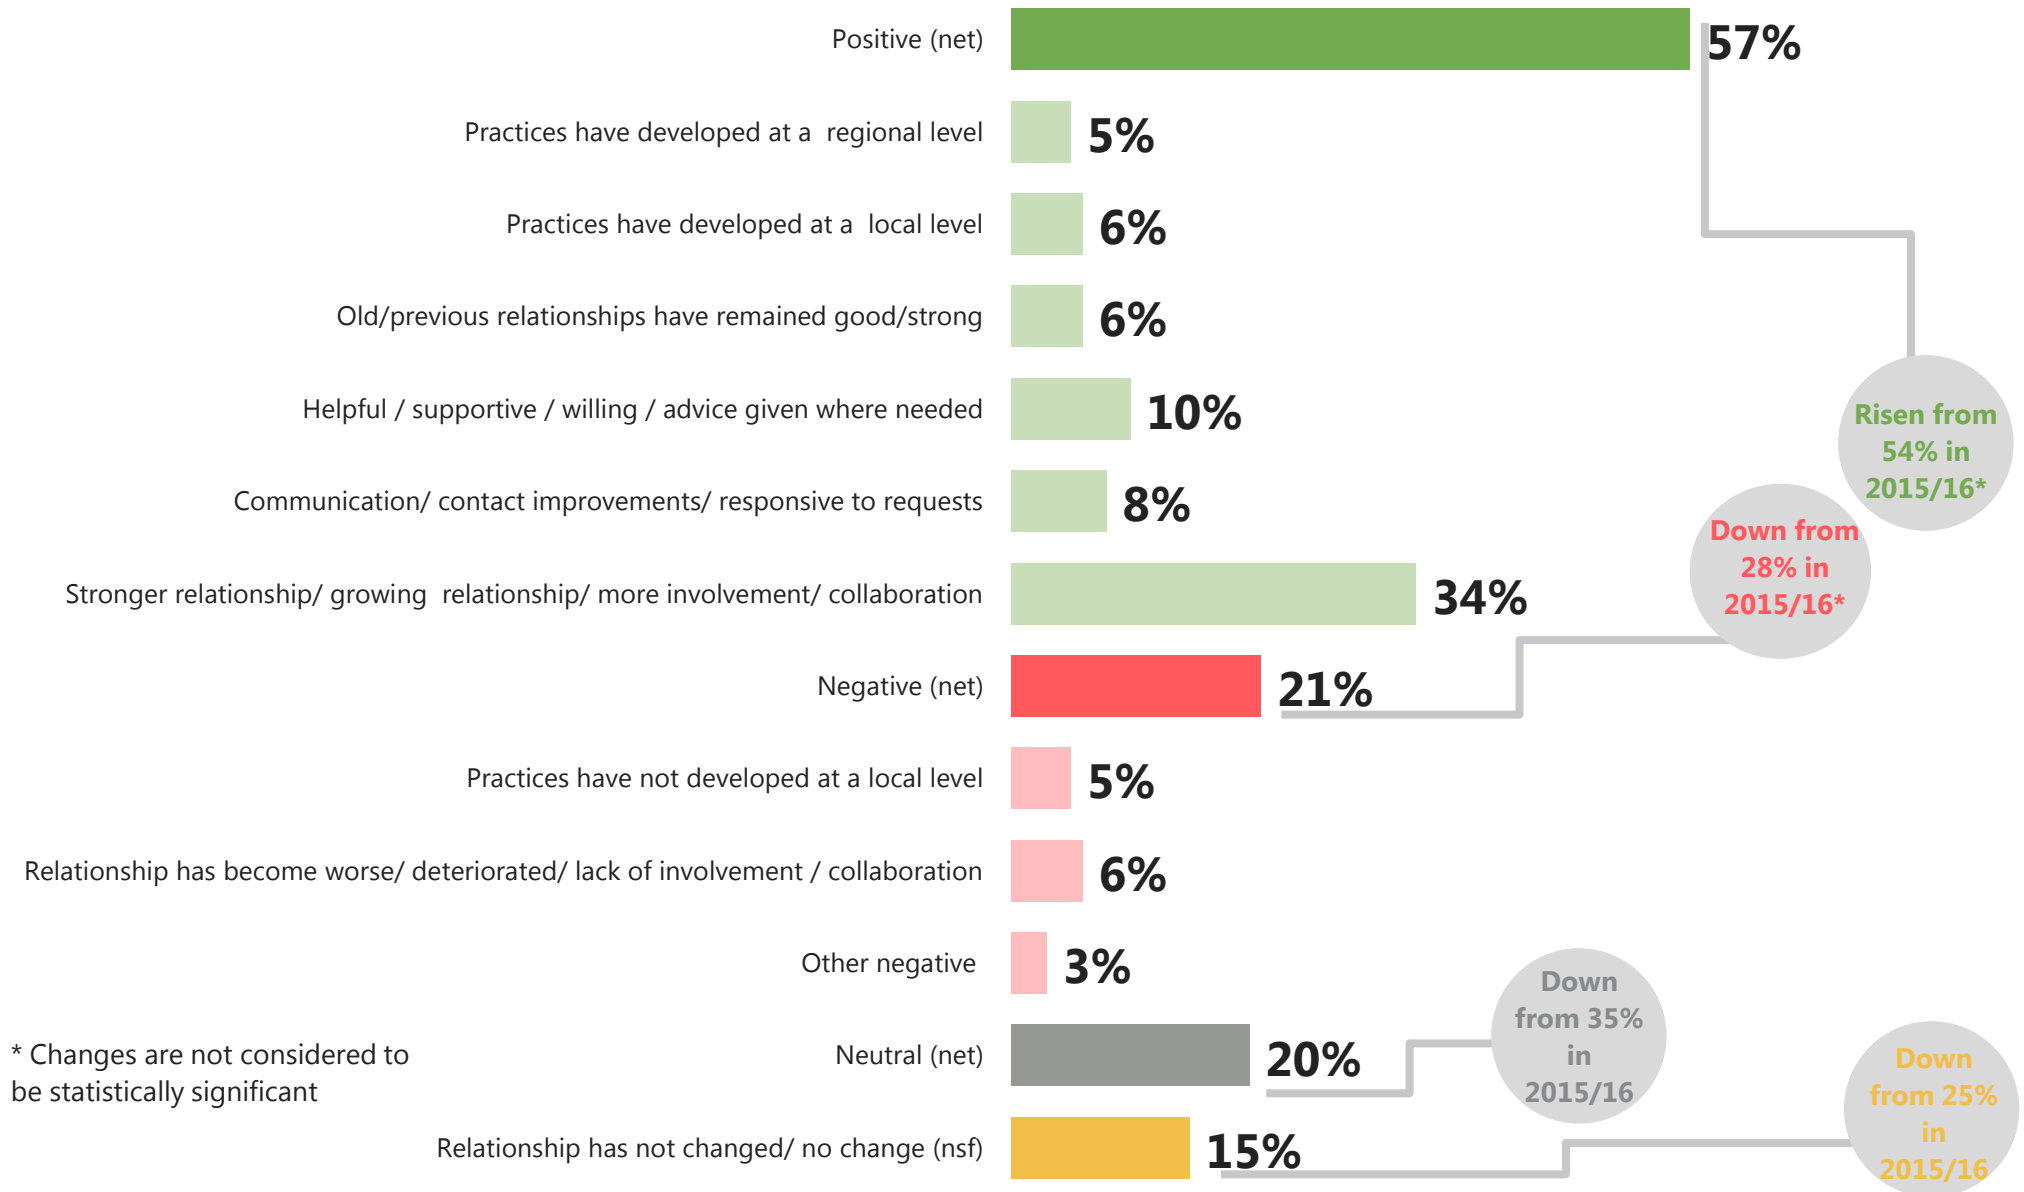 Positive (net)
57%
Practices have developed at a  regional level
5%
Practices have developed at a  local level
6%
Old/previous relationships have remained good/strong
6%
Helpful / supportive / willing / advice given where needed
10%
Communication/ contact improvements/ responsive to requests
8%
Stronger relationship/ growing  relationship/ more involvement/ collaboration
34%
Negative (net)
21%
Practices have not developed at a local level
5%
Relationship has become worse/ deteriorated/ lack of involvement / collaboration
6%
Other negative
3%
Neutral (net)
20%
Relationship has not changed/ no change (nsf)
15%
Risen from
54% in
2015/16*
Down from
28% in
2015/16*
Down
from 35%
in
2015/16
Down
from 25%
in
2015/16
* Changes are not considered to
be statistically significant